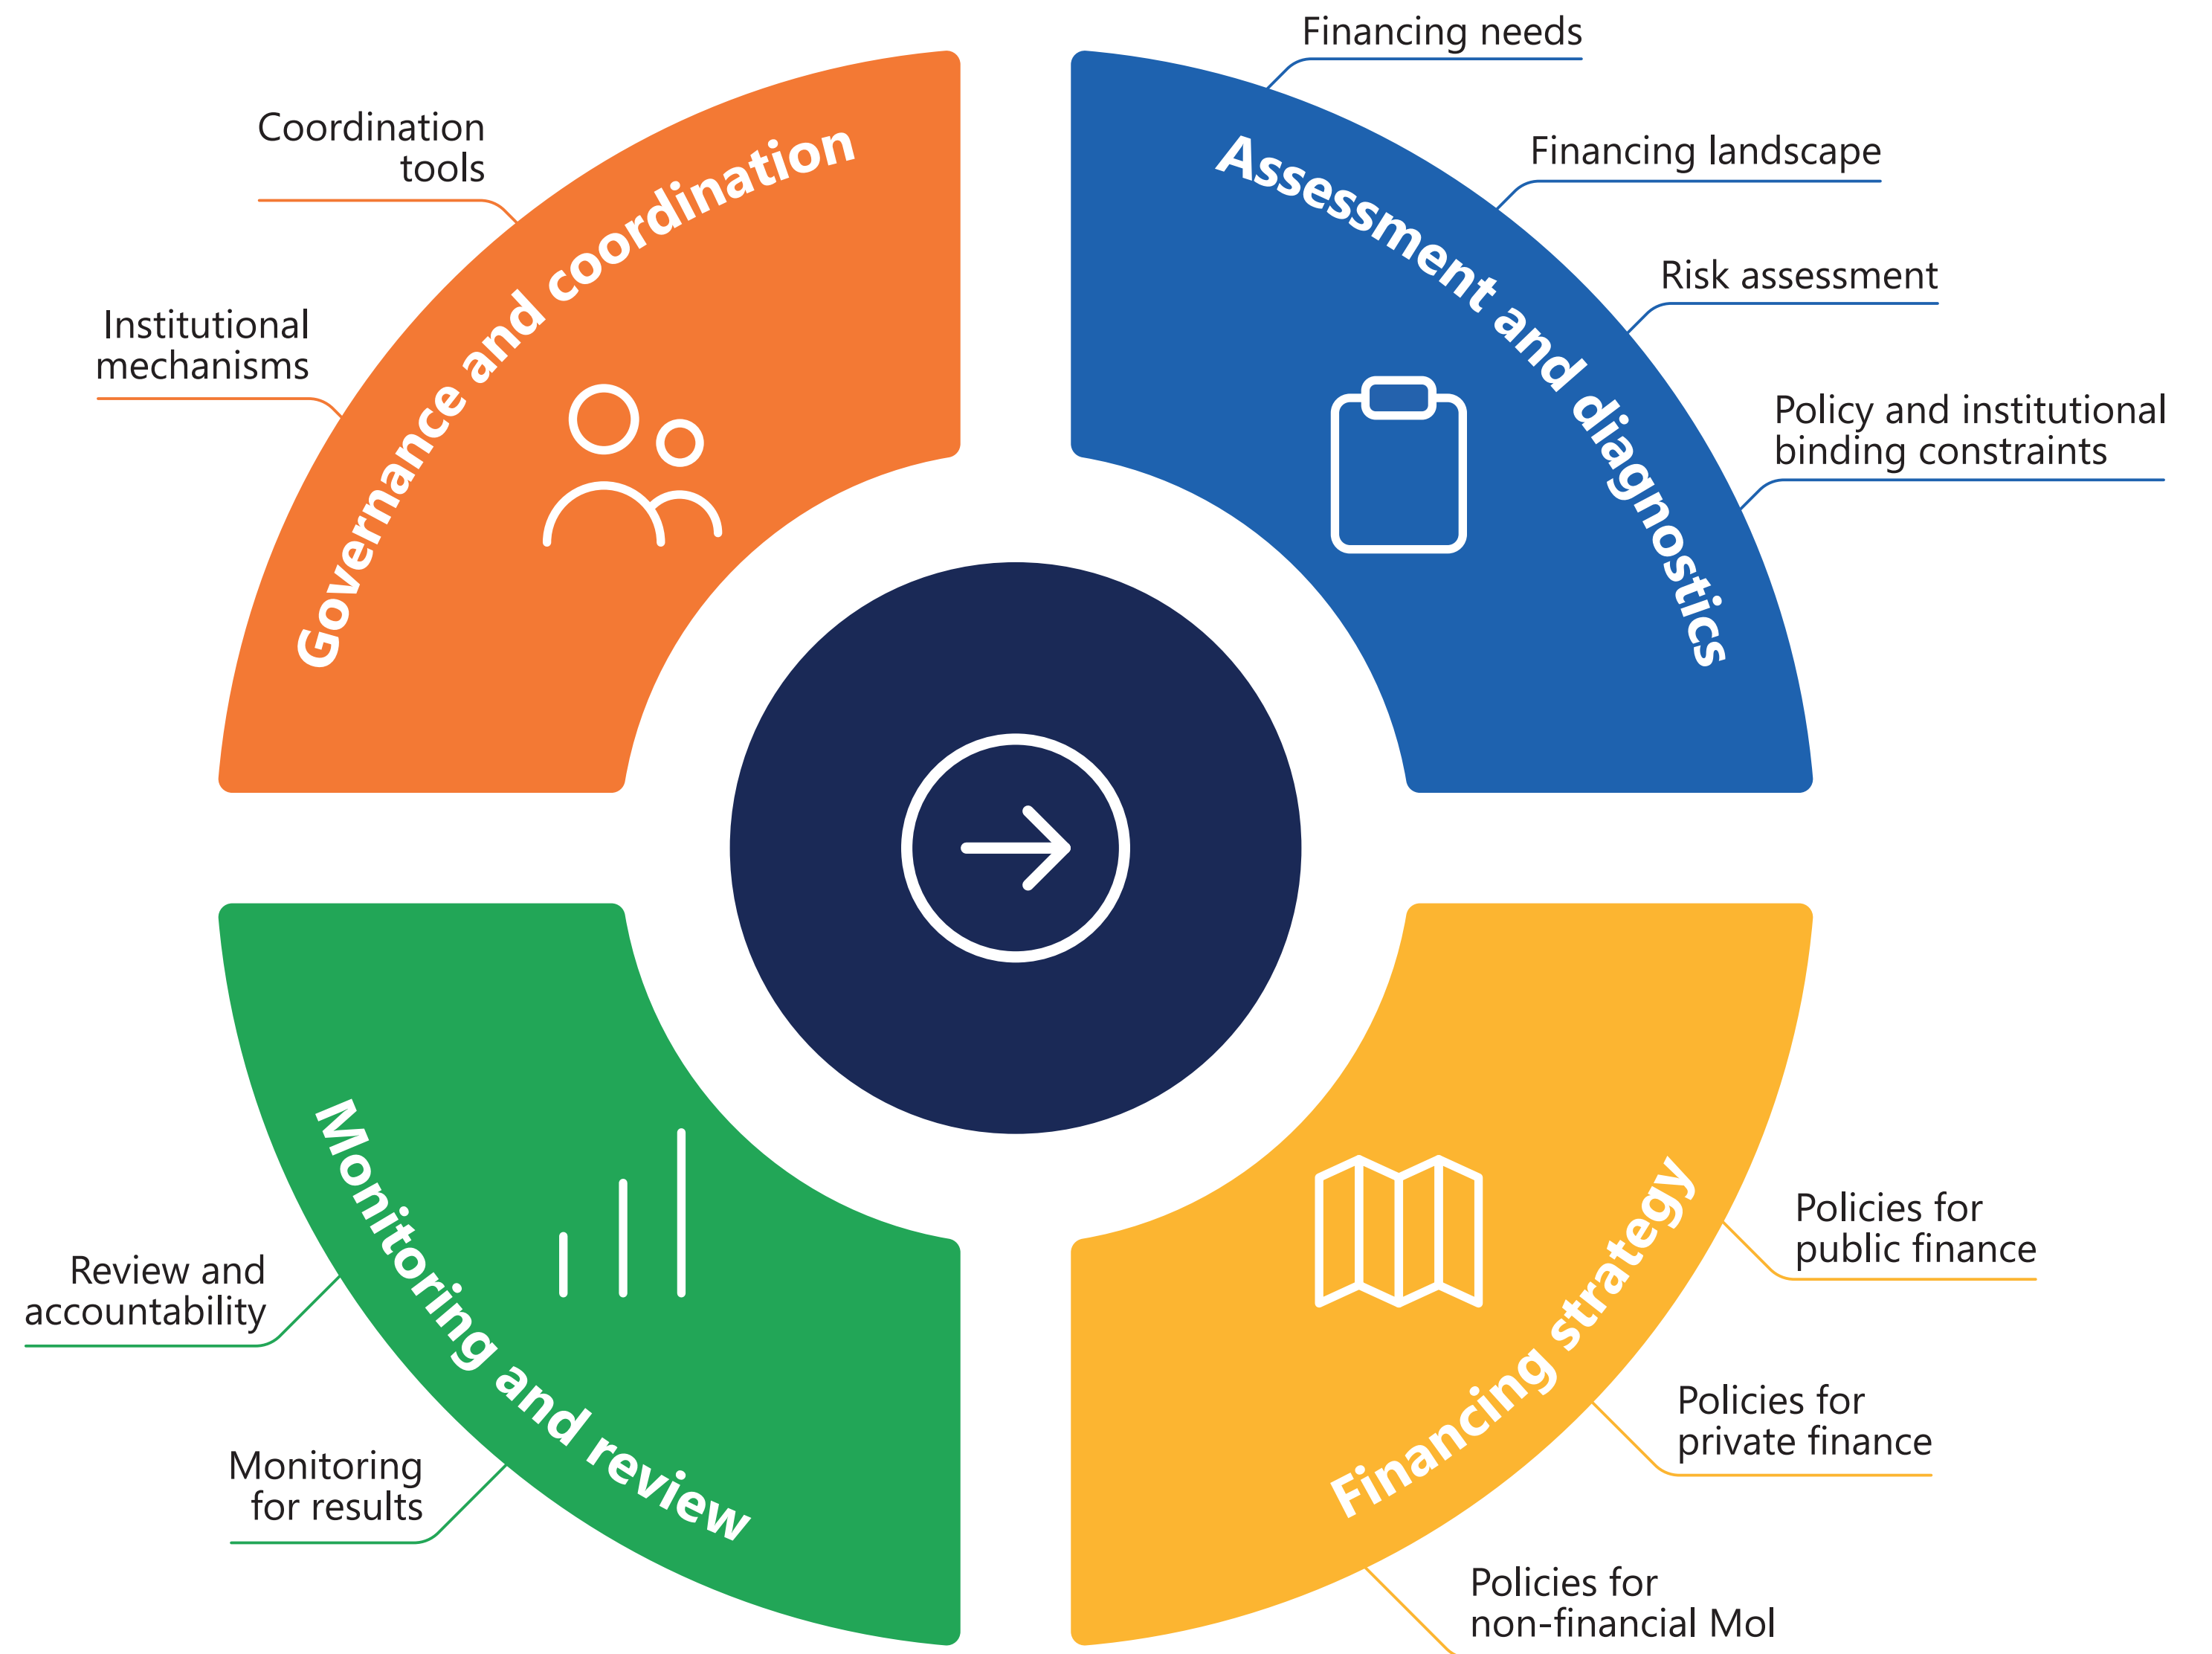 Financing needs
Financing landscape
Risk assessment
Policy and institutional
binding constraints
Assessment and diagnostics
Policies for
public finance
Policies for
private finance
Policies for
non-financial MoI
Financing strategy
Monitoring and review
Review and
accountability
Monitoring
for results
Governance and coordination
Coordination
tools
Institutional
mechanisms